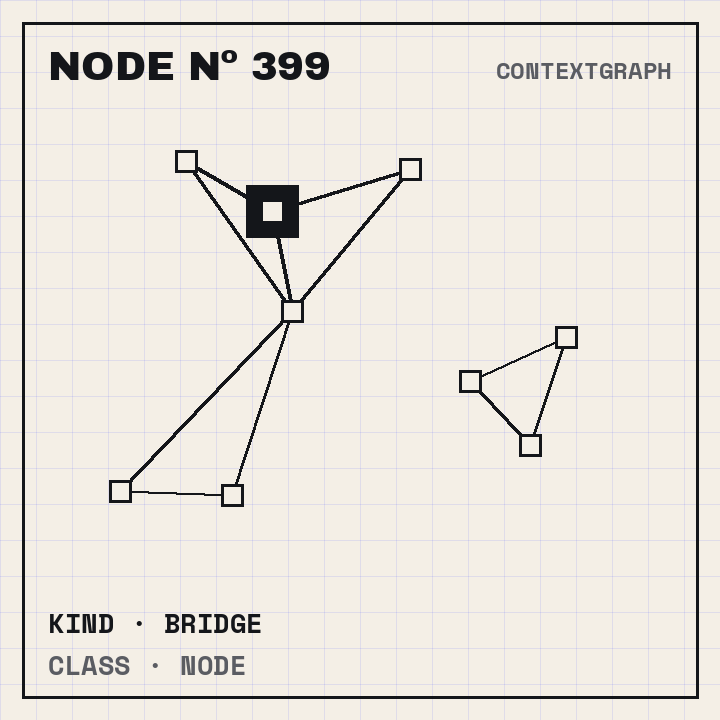 NODE Nº 399
CONTEXTGRAPH
KIND · BRIDGE
CLASS · NODE